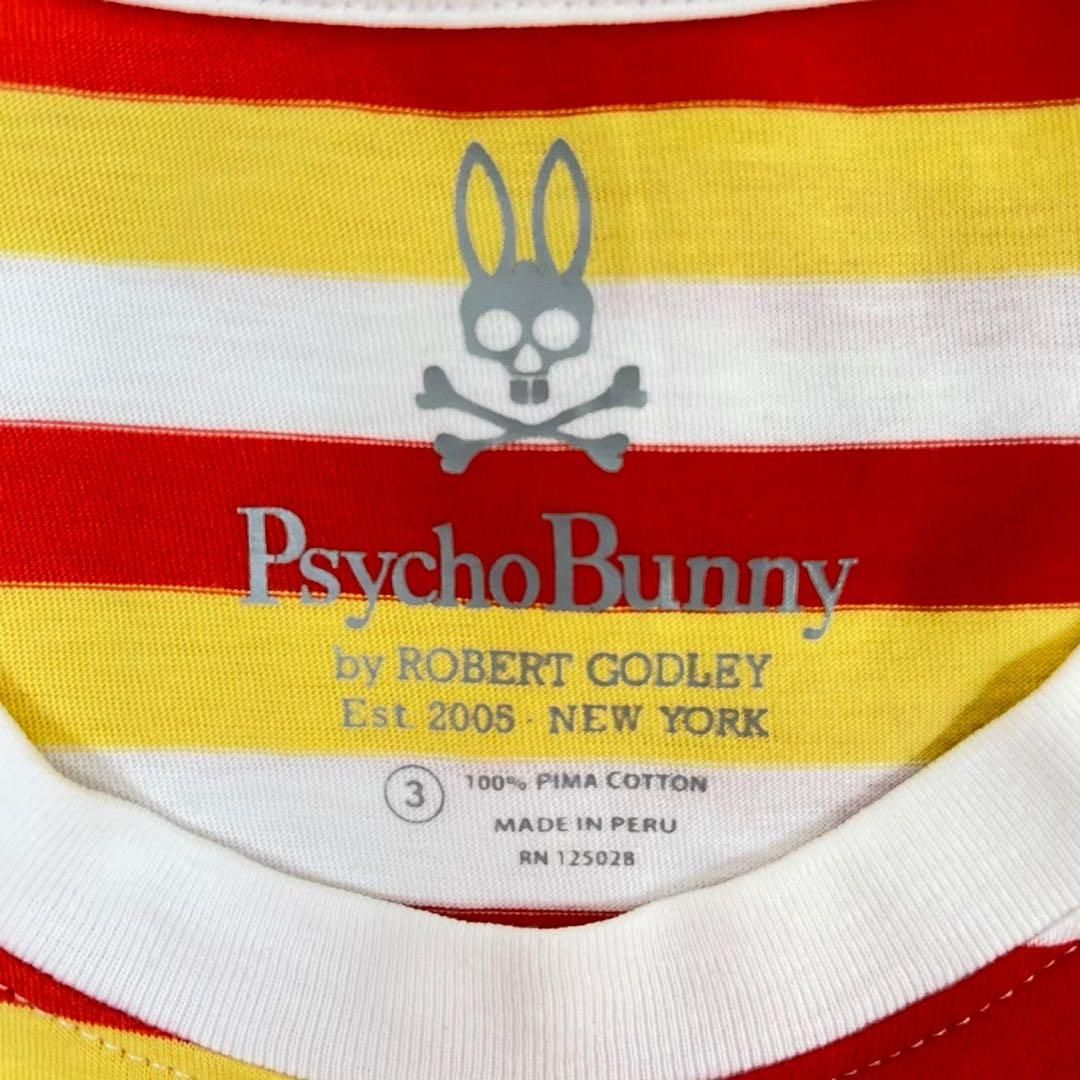 PsychoBunny
by ROBERT GODLEY
Est. 2005 · NEW YORK
3 100% PIMA COTTON
MADE IN PERU
RN 125028